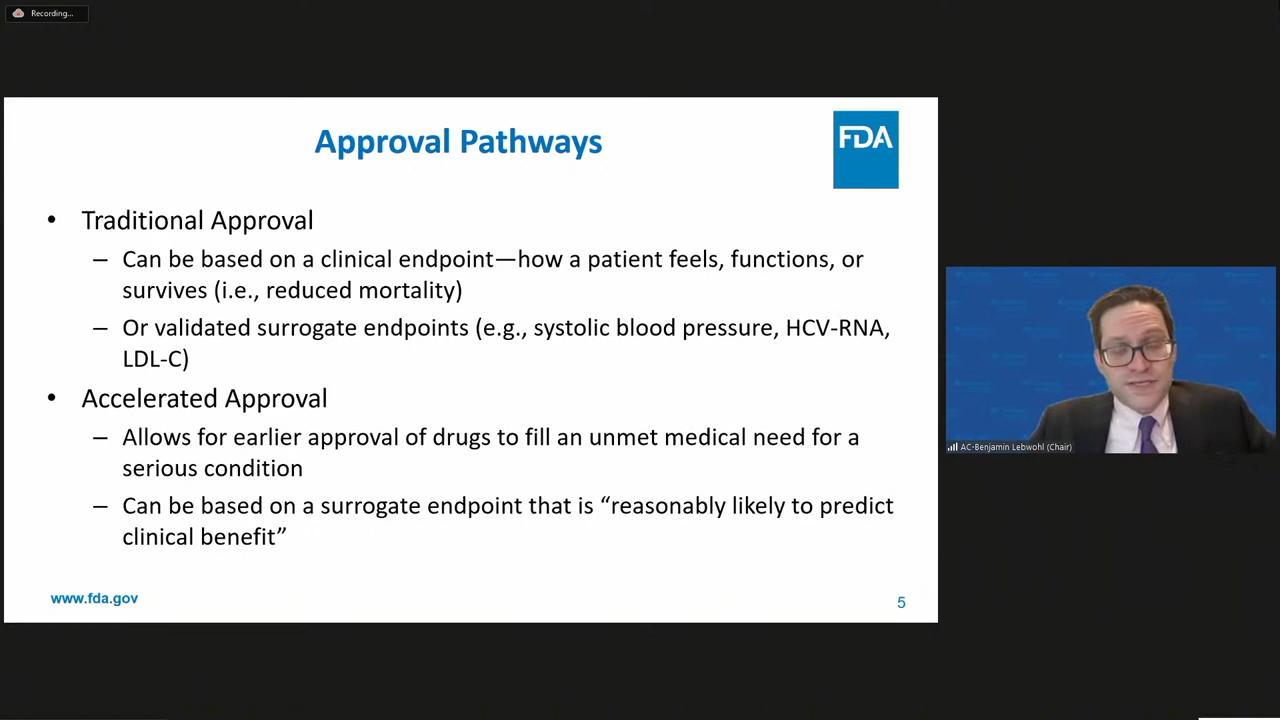 Recording...
Approval Pathways
FDA
• Traditional Approval
– Can be based on a clinical endpoint—how a patient feels, functions, or
survives (i.e., reduced mortality)
– Or validated surrogate endpoints (e.g., systolic blood pressure, HCV-RNA,
LDL-C)
• Accelerated Approval
– Allows for earlier approval of drugs to fill an unmet medical need for a
serious condition
– Can be based on a surrogate endpoint that is “reasonably likely to predict
clinical benefit”
www.fda.gov
5
AC-Benjamin Lebwohl (Chair)